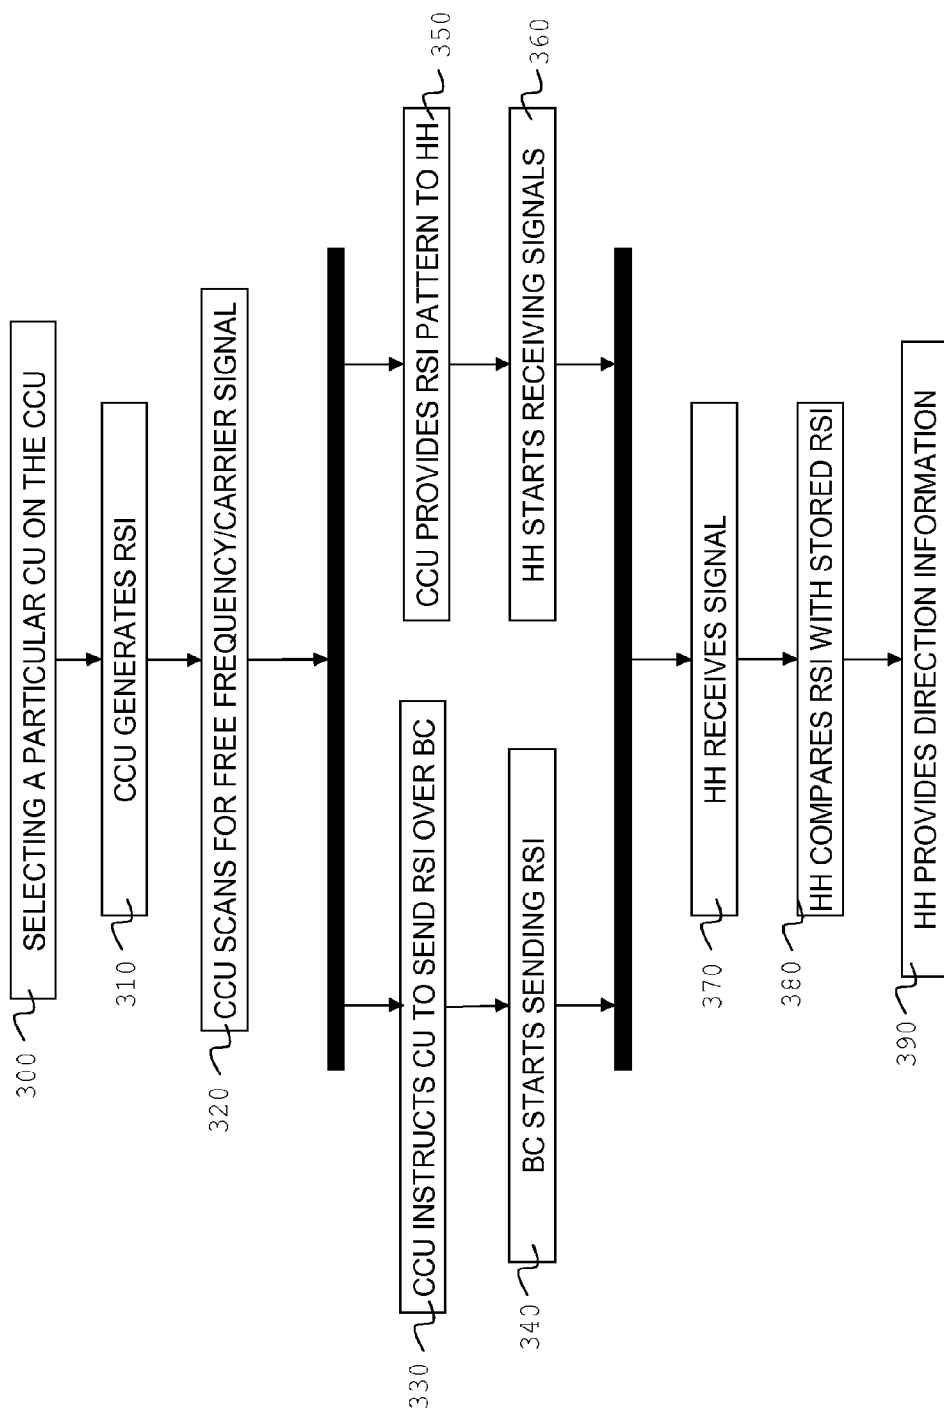 SELECTING A PARTICULAR CU ON THE CCU
300
CCU GENERATES RSI
310
CCU SCANS FOR FREE FREQUENCY/CARRIER SIGNAL
320
CCU INSTRUCTS CU TO SEND RSI OVER BC
330
BC STARTS SENDING RSI
340
CCU PROVIDES RSI PATTERN TO HH
350
HH STARTS RECEIVING SIGNALS
360
HH RECEIVES SIGNAL
370
HH COMPARES RSI WITH STORED RSI
380
HH PROVIDES DIRECTION INFORMATION
390